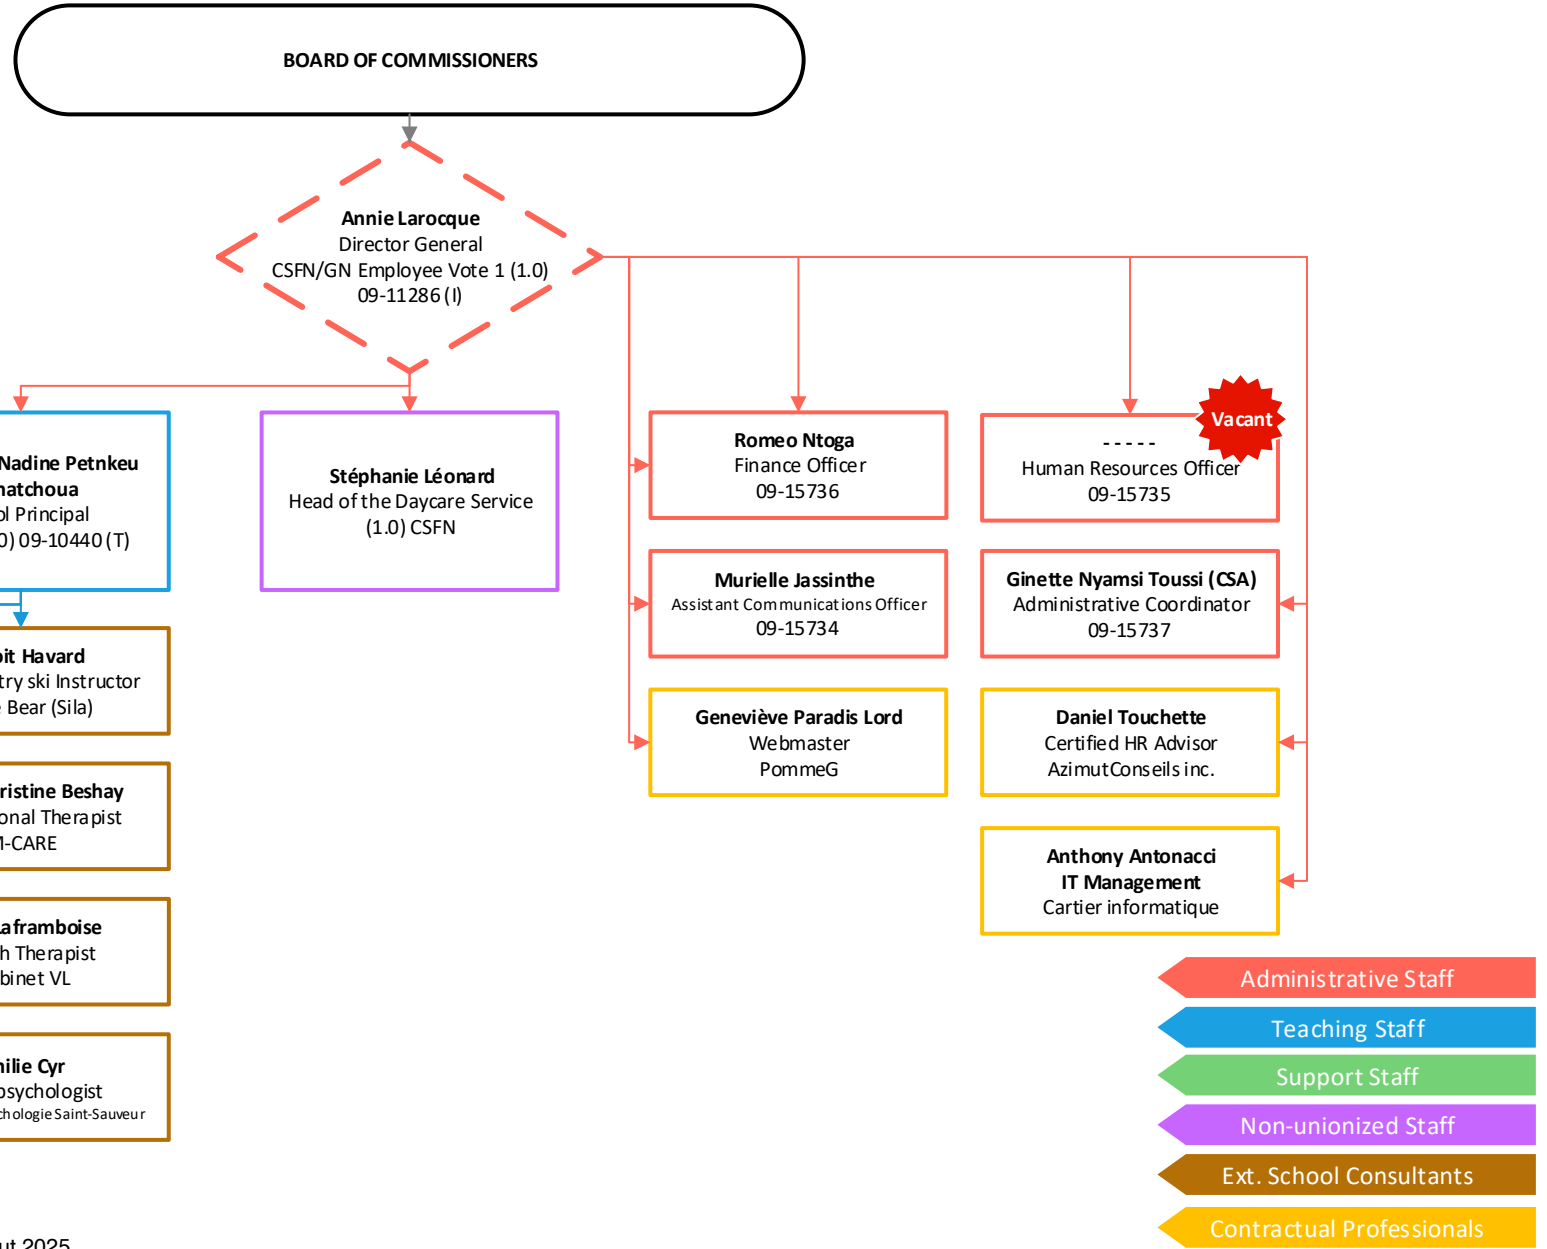 BOARD OF COMMISSIONERS
Annie Larocque
Director General
CSFN/GN Employee Vote 1 (1.0)
09-11286 (I)
Nadine Petnkeu
natchoua
ol Principal
0) 09-10440 (T)
Stéphanie Léonard
Head of the Daycare Service
(1.0) CSFN
Romeo Ntoga
Finance Officer
09-15736
Vacant
- - - - -
Human Resources Officer
09-15735
Murielle Jassinthe
Assistant Communications Officer
09-15734
Ginette Nyamsi Toussi (CSA)
Administrative Coordinator
09-15737
oit Havard
try ski Instructor
Bear (Sila)
Geneviève Paradis Lord
Webmaster
PommeG
Daniel Touchette
Certified HR Advisor
AzimutConseils inc.
ristine Beshay
onal Therapist
M-CARE
Anthony Antonacci
IT Management
Cartier informatique
Laframboise
h Therapist
binet VL
ilie Cyr
psychologist
chologie Saint-Sauveur
Administrative Staff
Teaching Staff
Support Staff
Non-unionized Staff
Ext. School Consultants
Contractual Professionals
ut 2025